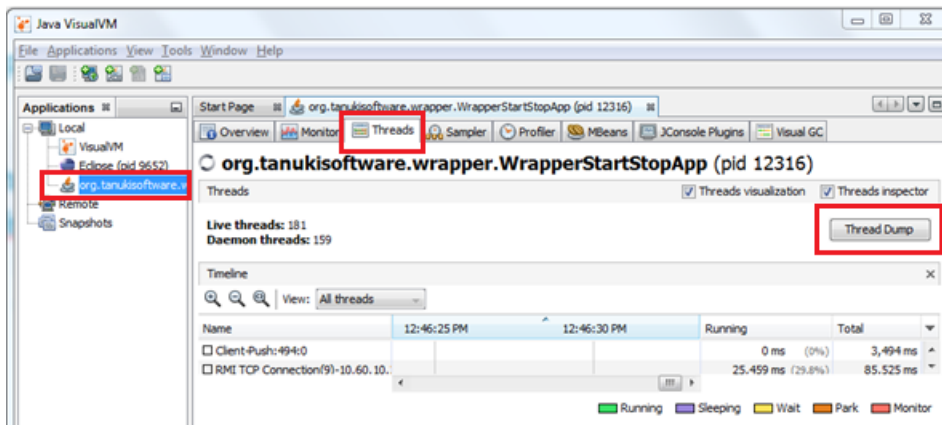 Java VisualVM
File Applications View Tools Window Help
Applications
Start Page org.tanukisoftware.wrapper.WrapperStartStopApp (pid 12316)
Local
Overview Monitor Threads Sampler Profiler MBeans JConsole Plugins Visual GC
VisualVM
Eclipse (pid 9652)
org.tanukisoftware.w
Remote
Snapshots
org.tanukisoftware.wrapper.WrapperStartStopApp (pid 12316)
Threads Threads visualization Threads inspector
Live threads: 181
Daemon threads: 159
Thread Dump
Timeline
View: All threads
Name 12:46:25 PM 12:46:30 PM Running Total
Client-Push:494:0 0 ms (0%) 3,494 ms
RMI TCP Connection(9)-10.60.10. 25.459 ms (29.8%) 85.525 ms
Running Sleeping Wait Park Monitor